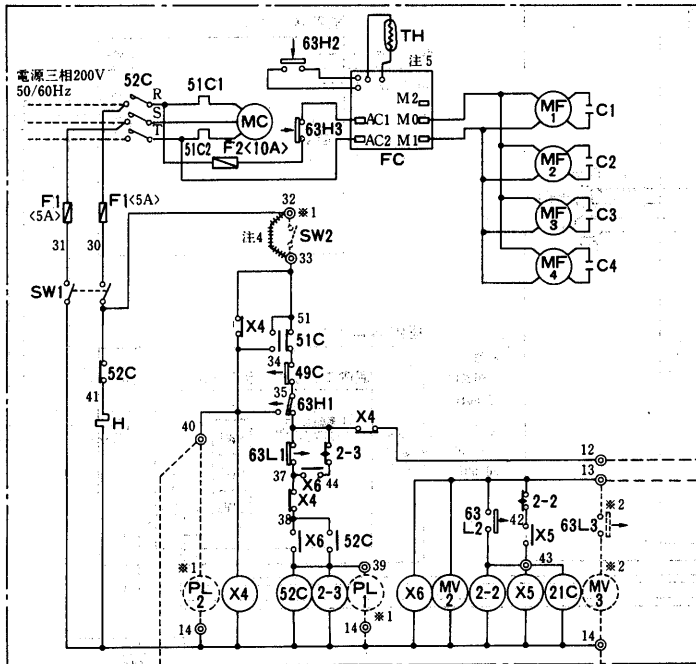 63H2
TH
注5
電源三相200V
50/60Hz
52C
R
S
T
51C1
51C2
MC
63H3
F2<10A>
AC1
AC2
M2
M0
M1
FC
MF
1
C1
MF
2
C2
MF
3
C3
MF
4
C4
F1
<5A>
F1<5A>
31
30
32
※1
注4
SW2
33
SW1
X4
51
51C
34
49C
52C
35
63H1
41
H
40
X4
12
63L1
2-3
37
X6
44
X4
13
38
X6
52C
63
L2
42
2-2
X5
※2
63L3
39
43
※2
※1
PL
2
X4
52C
2-3
PL
1
X6
MV
2
2-2
X5
21C
MV
3
14
14
※1
14